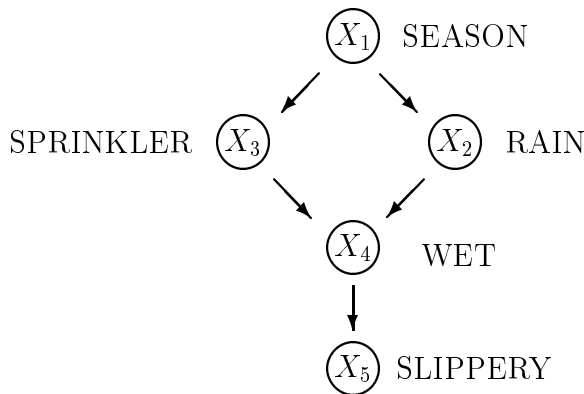 X1 SEASON
SPRINKLER X3 X2 RAIN
X4 WET
X5 SLIPPERY